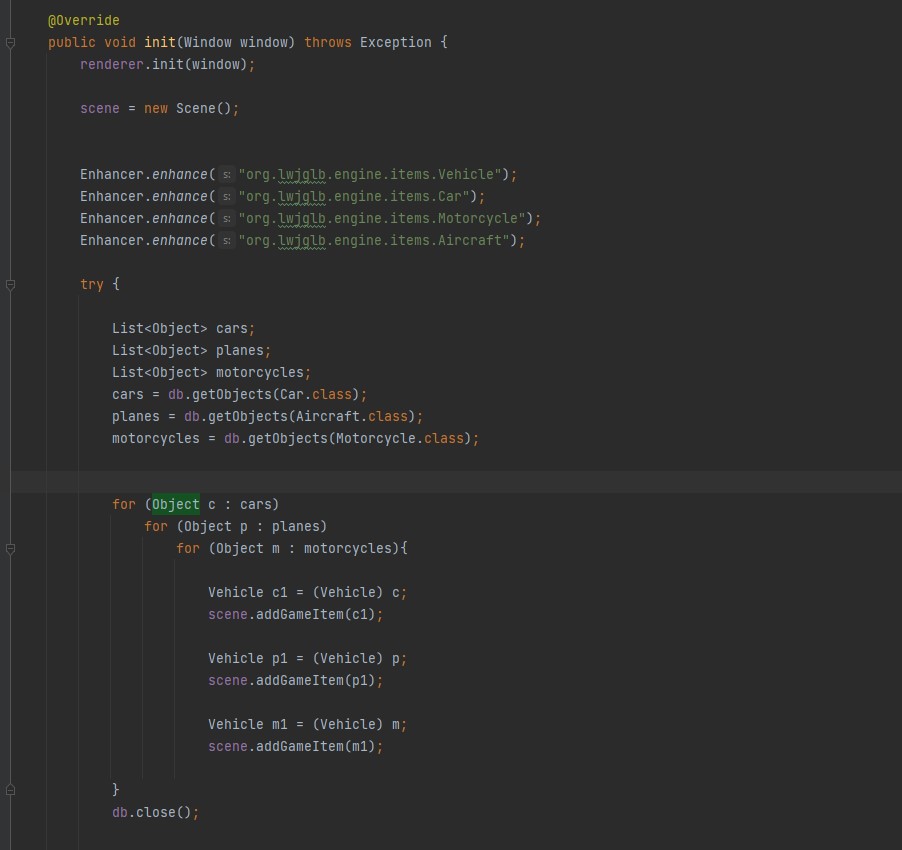 @Override
public void init(Window window) throws Exception {
renderer.init(window);
scene = new Scene();
Enhancer.enhance( s: "org.lwjglb.engine.items.Vehicle");
Enhancer.enhance( s: "org.lwjglb.engine.items.Car");
Enhancer.enhance( s: "org.lwjglb.engine.items.Motorcycle");
Enhancer.enhance( s: "org.lwjglb.engine.items.Aircraft");
try {
List<Object> cars;
List<Object> planes;
List<Object> motorcycles;
cars = db.getObjects(Car.class);
planes = db.getObjects(Aircraft.class);
motorcycles = db.getObjects(Motorcycle.class);
for (Object c : cars)
for (Object p : planes)
for (Object m : motorcycles){
Vehicle c1 = (Vehicle) c;
scene.addGameItem(c1);
Vehicle p1 = (Vehicle) p;
scene.addGameItem(p1);
Vehicle m1 = (Vehicle) m;
scene.addGameItem(m1);
}
db.close();